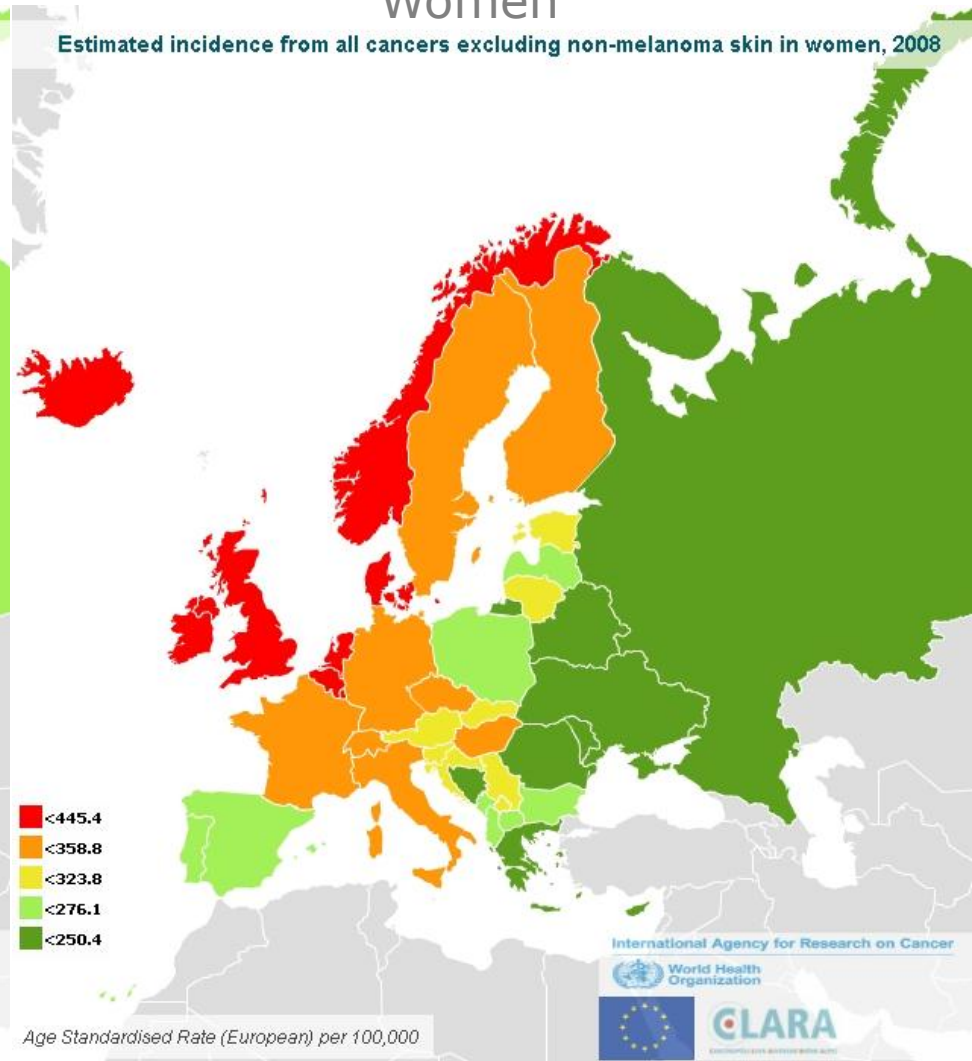 Women
Estimated incidence from all cancers excluding non-melanoma skin in women, 2008
<445.4
<358.8
<323.8
<276.1
<250.4
International Agency for Research on Cancer
World Health
Organization
CLARA
Age Standardised Rate (European) per 100,000